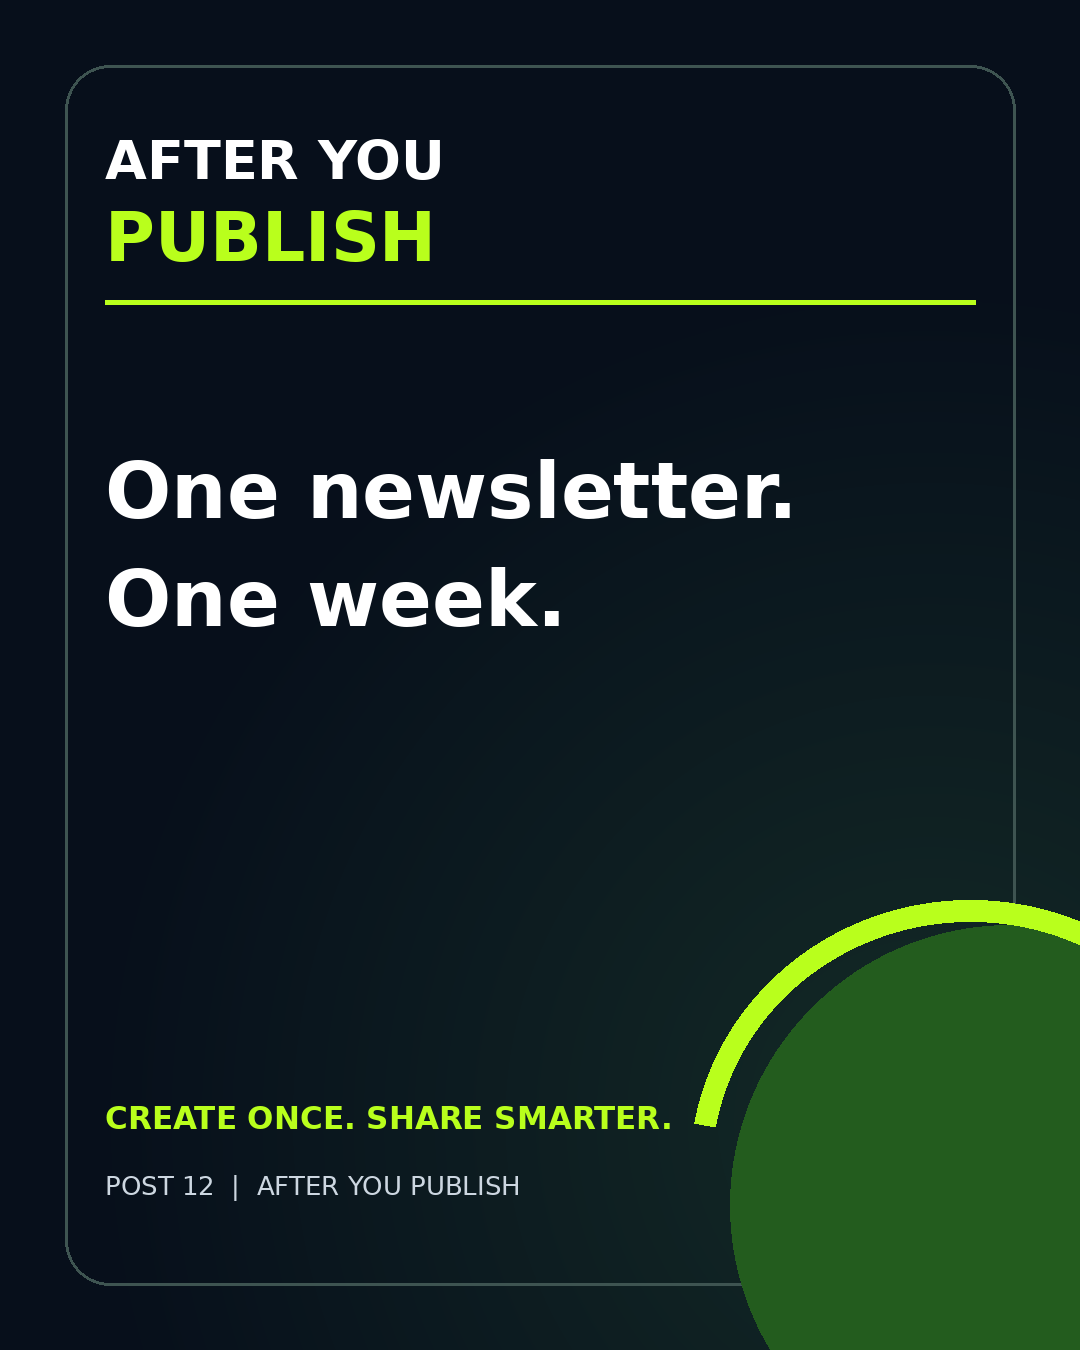 AFTER YOU
PUBLISH
One newsletter.
One week.
CREATE ONCE. SHARE SMARTER.
POST 12 | AFTER YOU PUBLISH